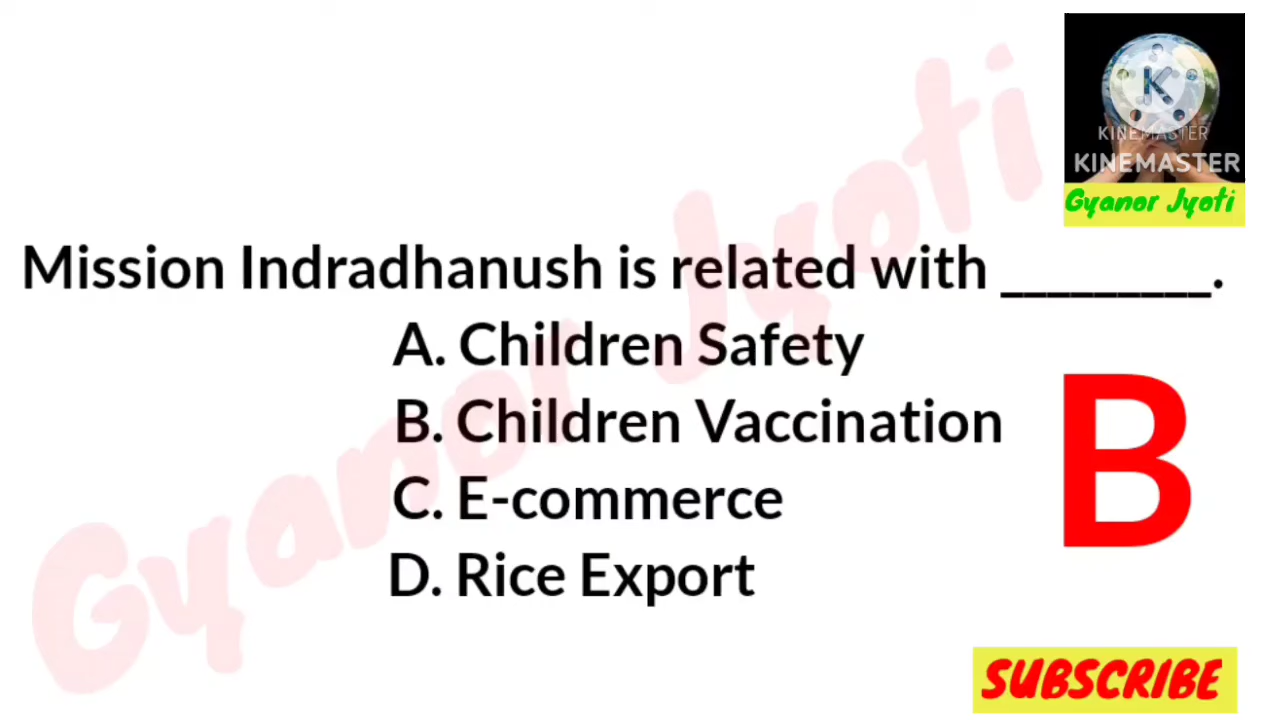 KINEMASTER
KINEMASTER
Gyanor Jyoti
Mission Indradhanush is related with _________.
A. Children Safety
B. Children Vaccination
C. E-commerce
D. Rice Export
B
Gyanor Jyoti
SUBSCRIBE